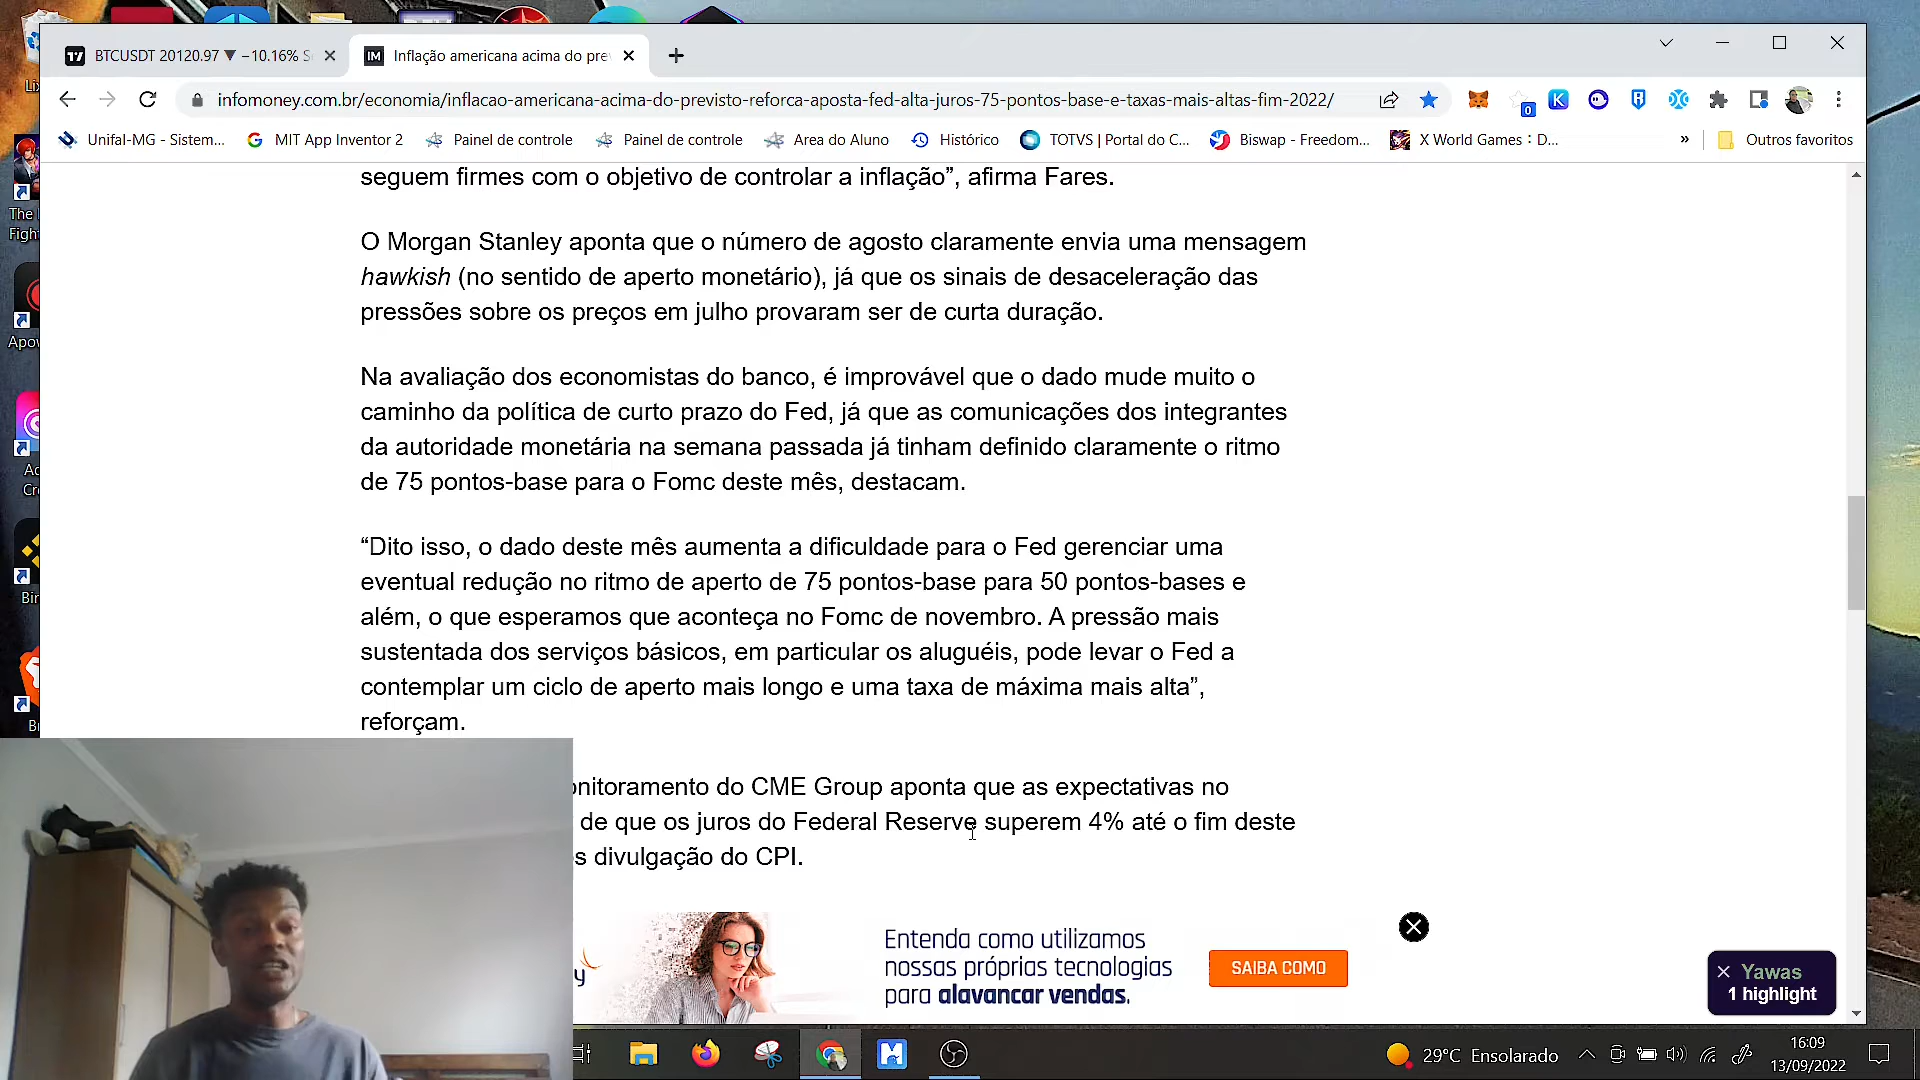 BTCUSDT 20120.97 ▼ −10.16% S
Inflação americana acima do pre
infomoney.com.br/economia/inflacao-americana-acima-do-previsto-reforca-aposta-fed-alta-juros-75-pontos-base-e-taxas-mais-altas-fim-2022/
0
Unifal-MG - Sistem...
MIT App Inventor 2
Painel de controle
Painel de controle
Area do Aluno
Histórico
TOTVS | Portal do C...
Biswap - Freedom...
X World Games : D...
»
Outros favoritos
seguem firmes com o objetivo de controlar a inflação”, afirma Fares.
O Morgan Stanley aponta que o número de agosto claramente envia uma mensagem
hawkish (no sentido de aperto monetário), já que os sinais de desaceleração das
pressões sobre os preços em julho provaram ser de curta duração.
Na avaliação dos economistas do banco, é improvável que o dado mude muito o
caminho da política de curto prazo do Fed, já que as comunicações dos integrantes
da autoridade monetária na semana passada já tinham definido claramente o ritmo
de 75 pontos-base para o Fomc deste mês, destacam.
“Dito isso, o dado deste mês aumenta a dificuldade para o Fed gerenciar uma
eventual redução no ritmo de aperto de 75 pontos-base para 50 pontos-bases e
além, o que esperamos que aconteça no Fomc de novembro. A pressão mais
sustentada dos serviços básicos, em particular os aluguéis, pode levar o Fed a
contemplar um ciclo de aperto mais longo e uma taxa de máxima mais alta”,
reforçam.
onitoramento do CME Group aponta que as expectativas no
de que os juros do Federal Reserve superem 4% até o fim deste
s divulgação do CPI.
y
Entenda como utilizamos
nossas próprias tecnologias
para alavancar vendas.
SAIBA COMO
Yawas
1 highlight
The
Fight
Apow
Ac
Cr
Bin
29°C Ensolarado
16:09
13/09/2022